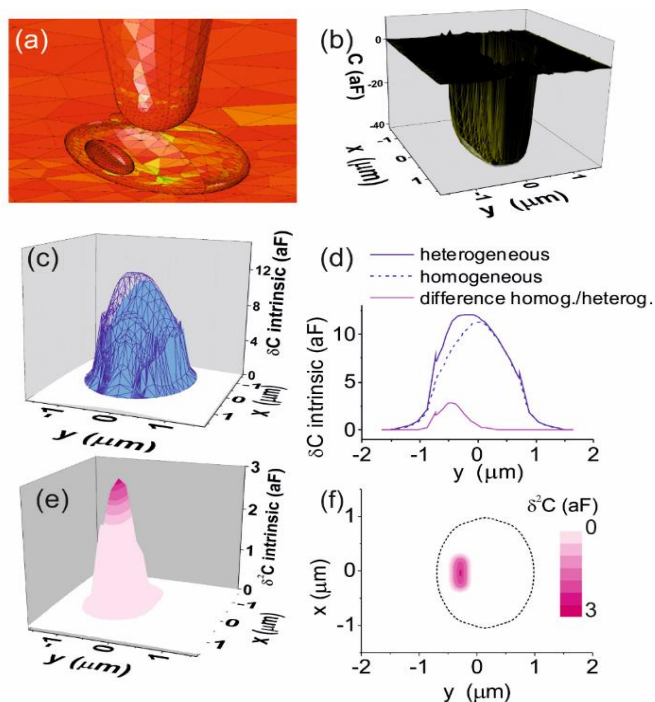 (a)
(b)
C (aF)
0
-20
-40
x (μm)
-1
0
1
-1
0
1
y (μm)
(c)
δC intrinsic (aF)
12
8
4
0
-1
0
1
x (μm)
-1
0
1
y (μm)
(d)
heterogeneous
homogeneous
difference homog./heterog.
δC intrinsic (aF)
10
5
0
-2 -1 0 1 2
y (μm)
(e)
δ²C intrinsic (aF)
3
2
1
0
-1
0
1
x (μm)
-1
0
1
y (μm)
(f)
δ²C (aF)
0
3
x (μm)
1
0
-1
-2 -1 0 1 2
y (μm)